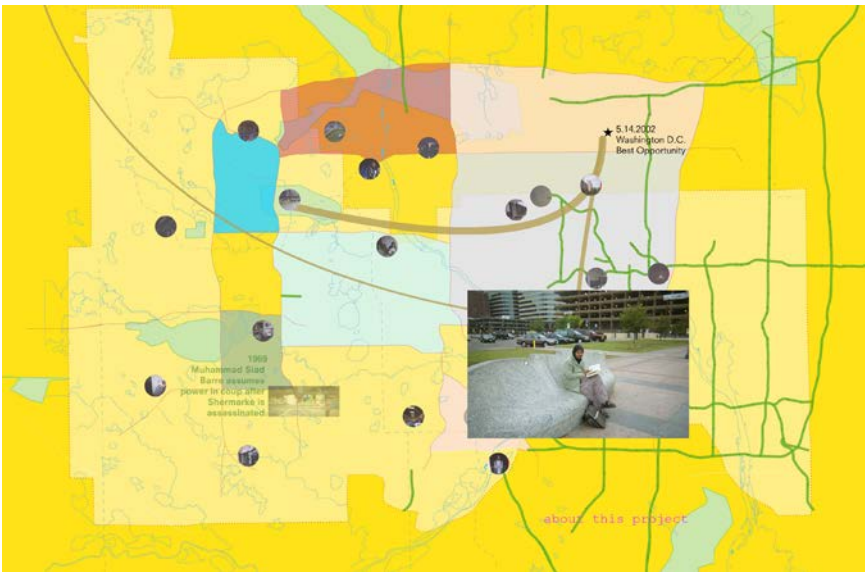 5.14.2002
Washington D.C.
Best Opportunity
1969
Muhammad Siad
Barre assumes
power in coup after
Shermarke is
assassinated
about this project